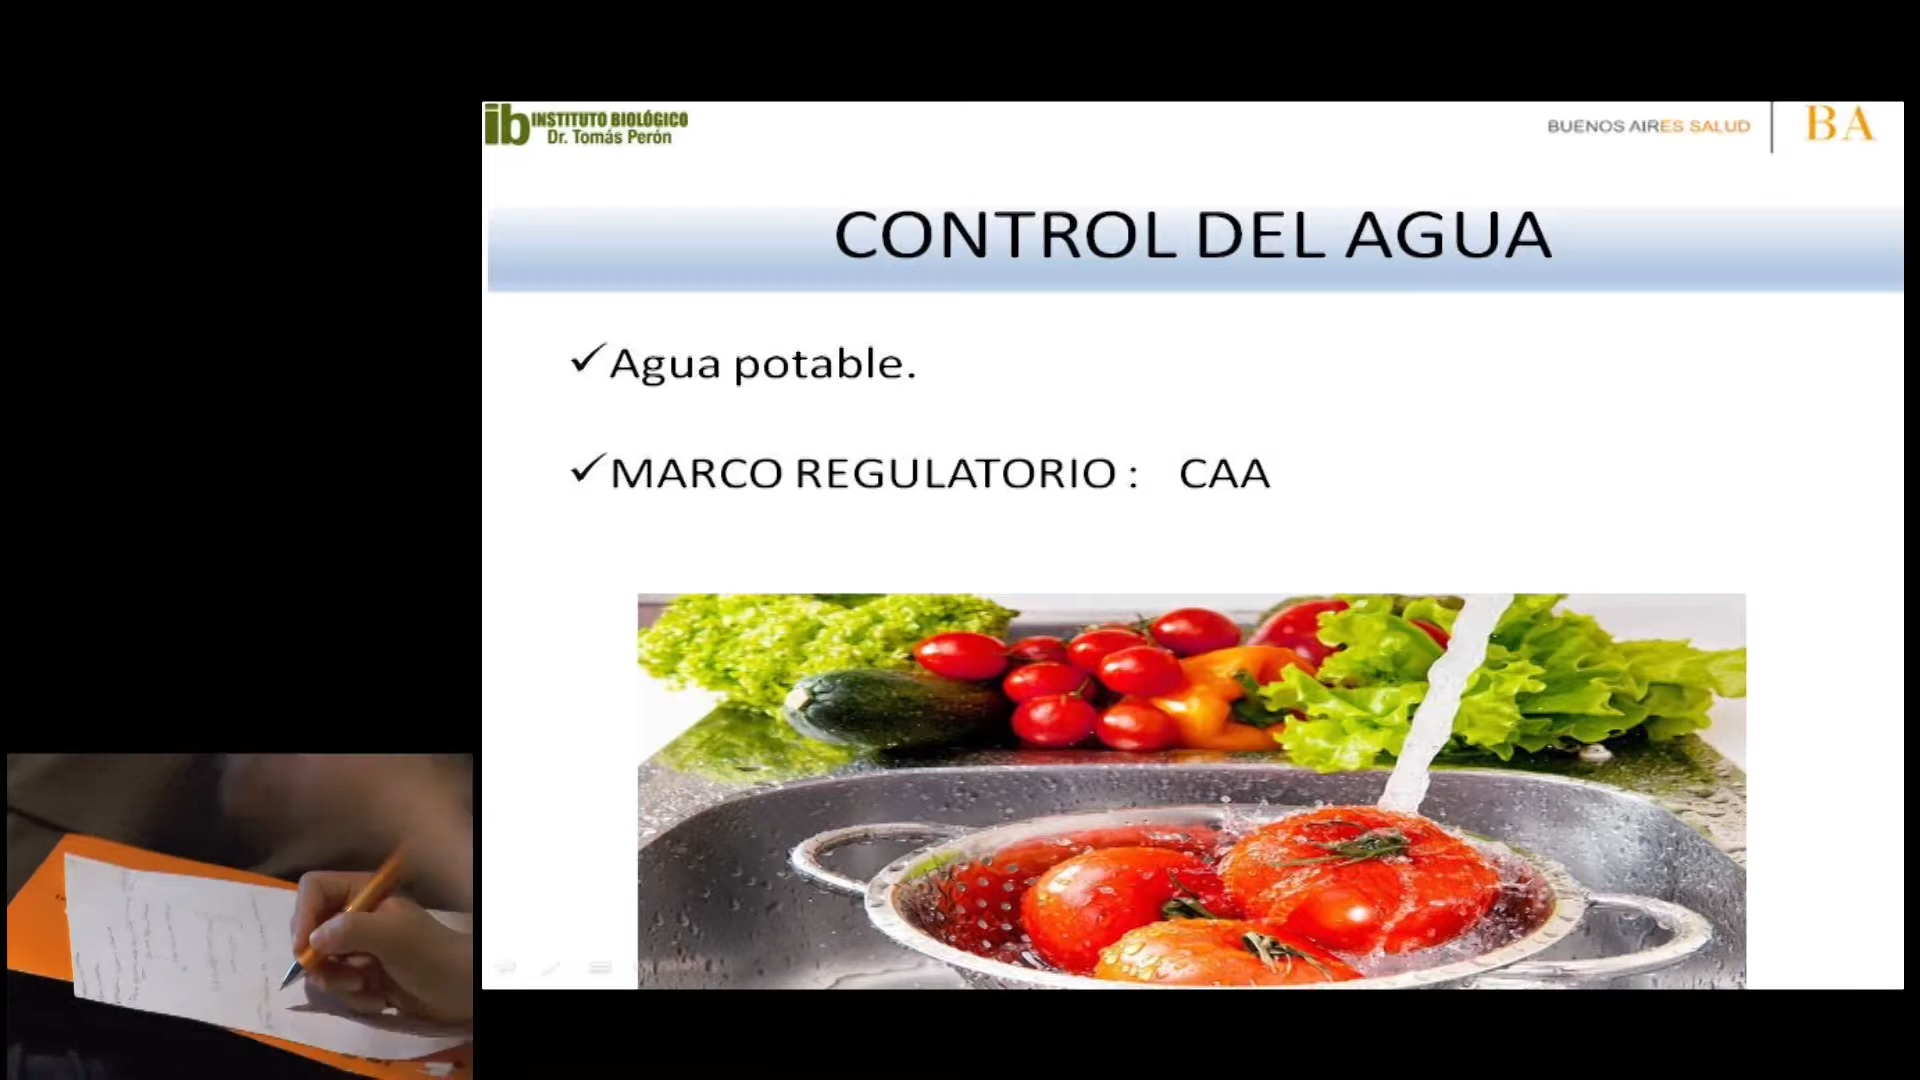 ib INSTITUTO BIOLÓGICO
Dr. Tomás Perón
BUENOS AIRES SALUD
BA
CONTROL DEL AGUA
✓Agua potable.
✓MARCO REGULATORIO : CAA